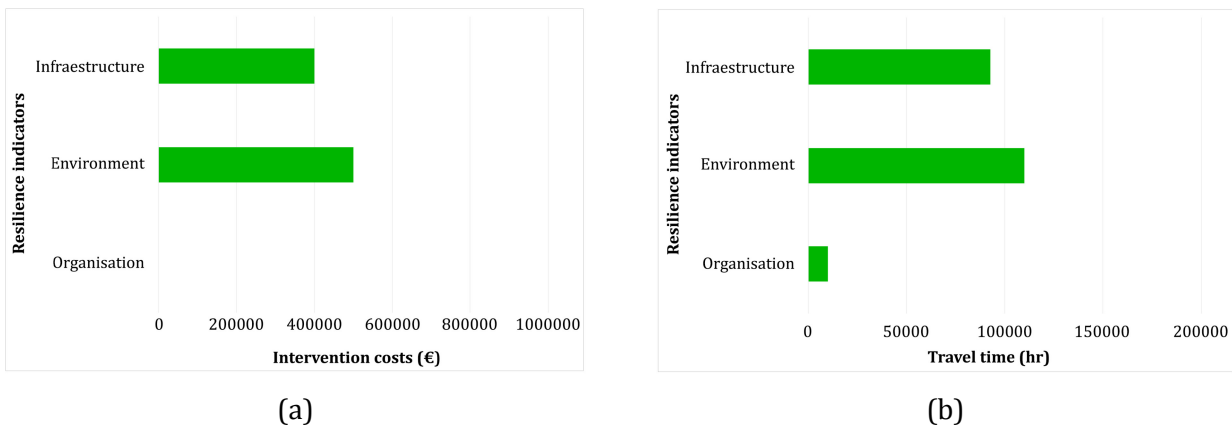 Resilience indicators
Infraestructure
Environment
Organisation
0 200000 400000 600000 800000 1000000
Intervention costs (€)
(a)
Resilience indicators
Infraestructure
Environment
Organisation
0 50000 100000 150000 200000
Travel time (hr)
(b)